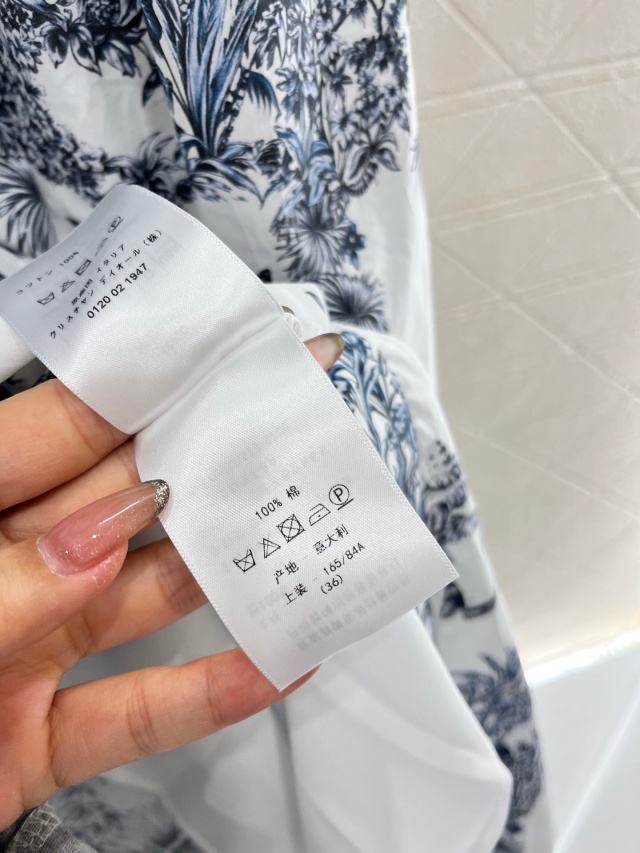 コットン 100%
イタリア
クリスチャン ディオール (株)
0120 02 1947
100% 棉
P
产地 意大利
上装 - 165/84A
(36)